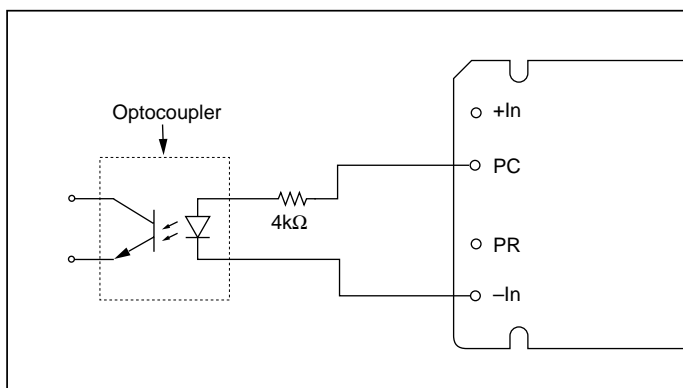 Optocoupler
4kΩ
+In
PC
PR
–In